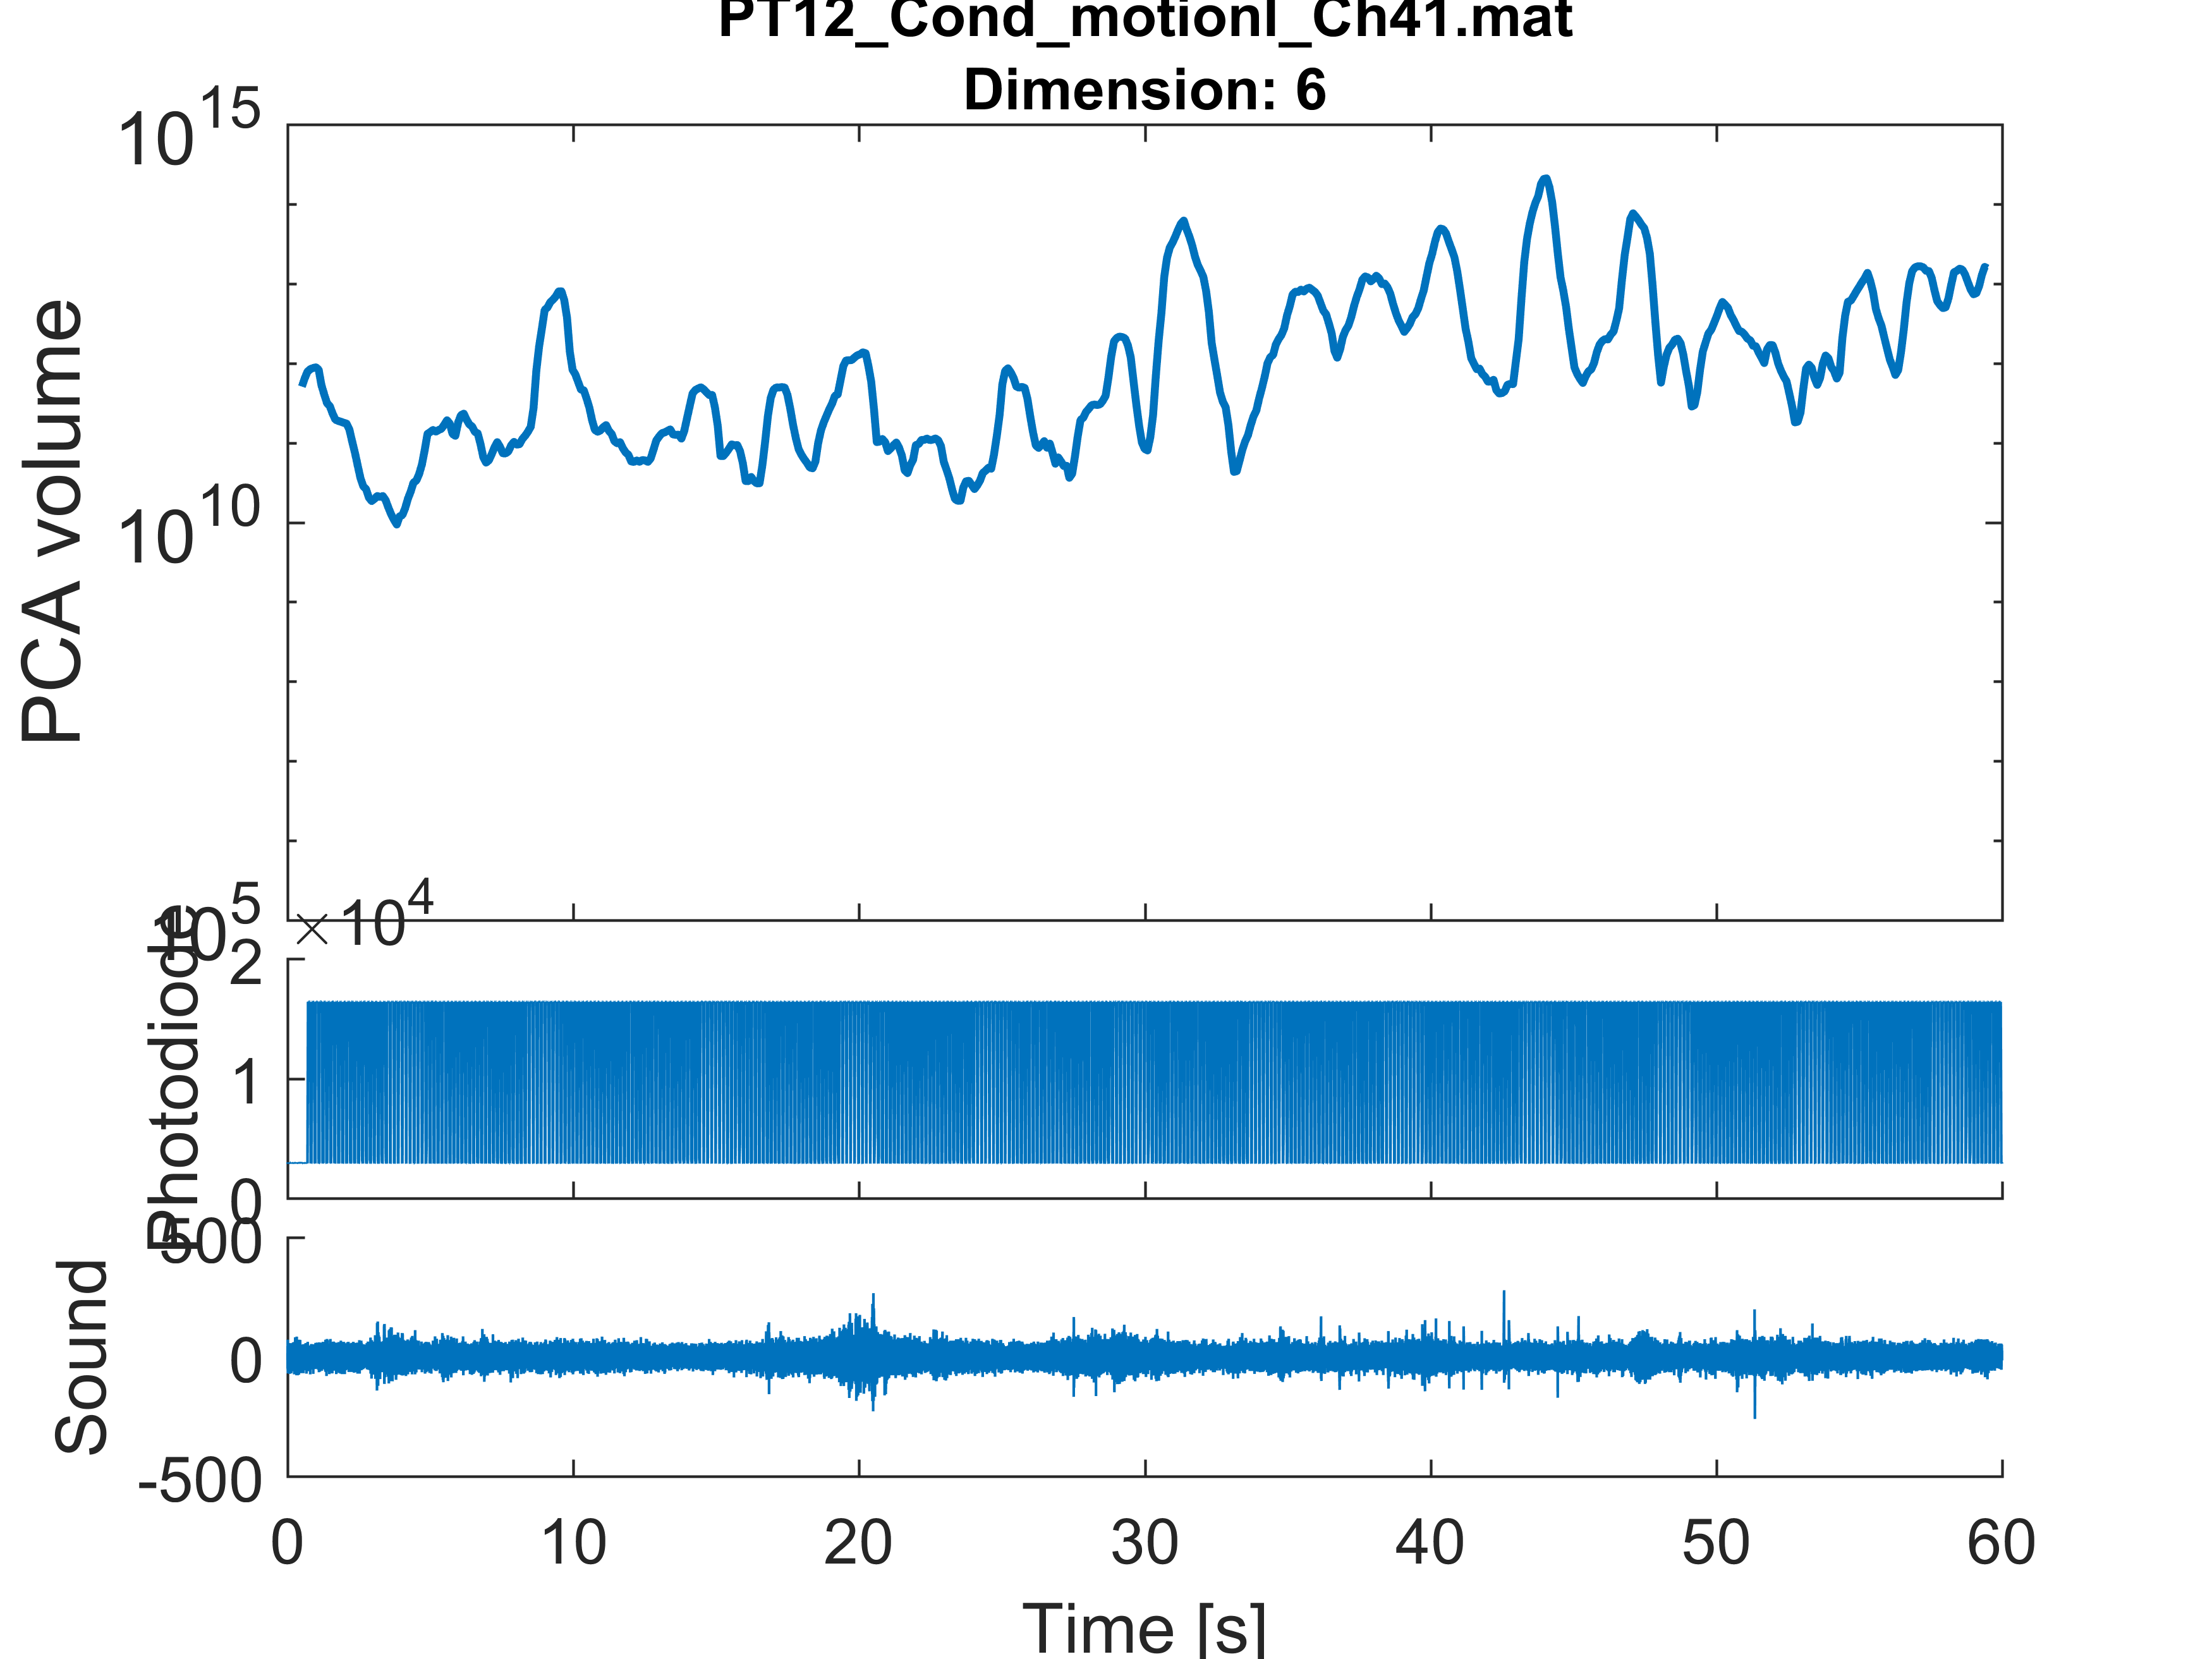 PT12_Cond_motionI_Ch41.mat
Dimension: 6
10^15
10^10
10^5
PCA volume
×10^4
2
1
0
Photodiode
500
0
-500
Sound
0 10 20 30 40 50 60
Time [s]